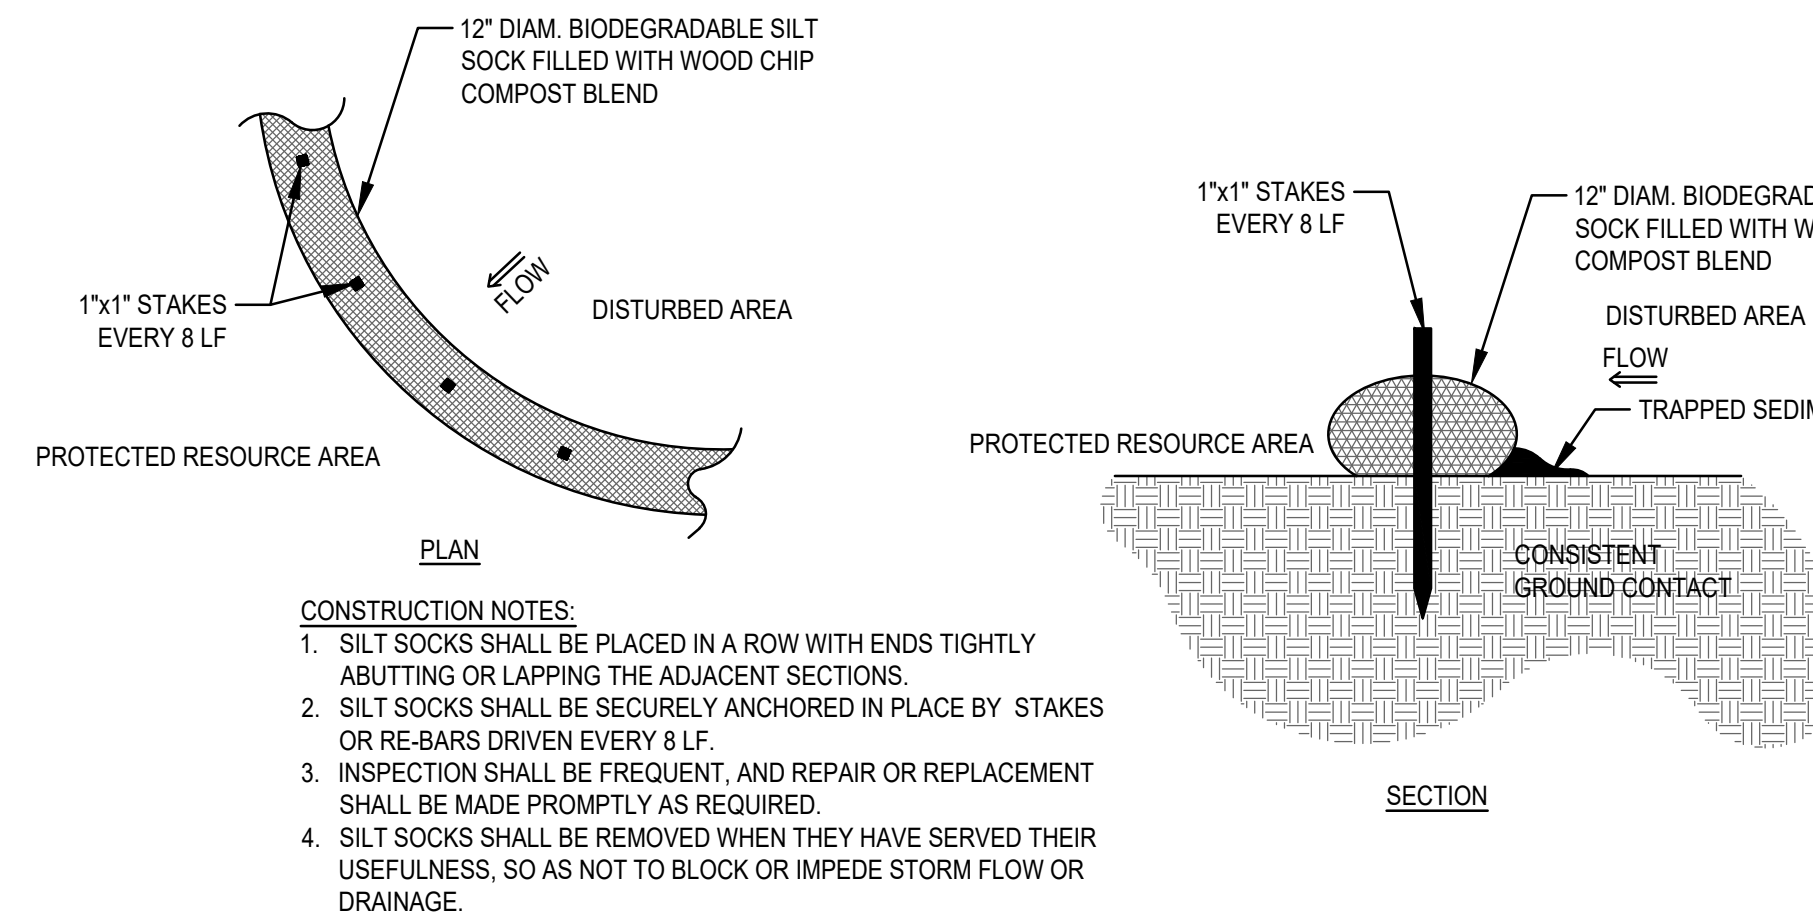 12" DIAM. BIODEGRADABLE SILT
SOCK FILLED WITH WOOD CHIP
COMPOST BLEND
FLOW
DISTURBED AREA
1"x1" STAKES
EVERY 8 LF
PROTECTED RESOURCE AREA
PLAN
1"x1" STAKES
EVERY 8 LF
12" DIAM.
SOCK FILLED WITH
COMPOST BLEND
DISTURBED AREA
FLOW
TRAPPED
PROTECTED RESOURCE AREA
CONSISTENT
GROUND CONTACT
SECTION
CONSTRUCTION NOTES:
1. SILT SOCKS SHALL BE PLACED IN A ROW WITH ENDS TIGHTLY
ABUTTING OR LAPPING THE ADJACENT SECTIONS.
2. SILT SOCKS SHALL BE SECURELY ANCHORED IN PLACE BY STAKES
OR RE-BARS DRIVEN EVERY 8 LF.
3. INSPECTION SHALL BE FREQUENT, AND REPAIR OR REPLACEMENT
SHALL BE MADE PROMPTLY AS REQUIRED.
4. SILT SOCKS SHALL BE REMOVED WHEN THEY HAVE SERVED THEIR
USEFULNESS, SO AS NOT TO BLOCK OR IMPEDE STORM FLOW OR
DRAINAGE.